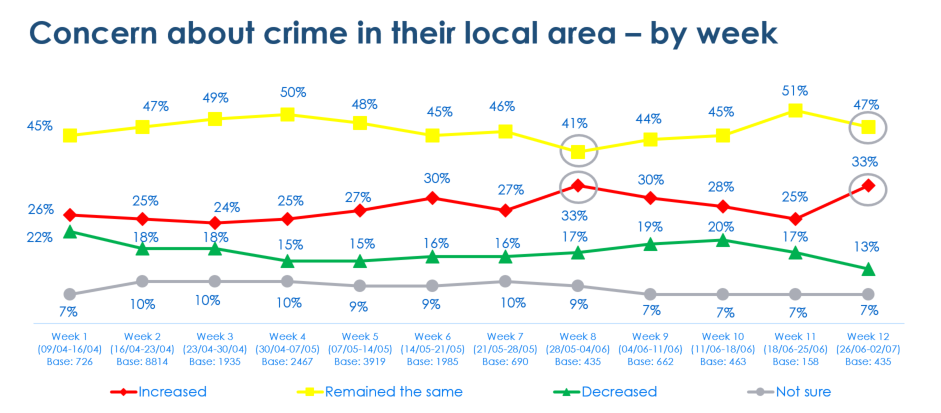 Concern about crime in their local area – by week
45%
47%
49%
50%
48%
45%
46%
41%
44%
45%
51%
47%
26%
25%
24%
25%
27%
30%
27%
33%
30%
28%
25%
33%
22%
18%
18%
15%
15%
16%
16%
17%
19%
20%
17%
13%
7%
10%
10%
10%
9%
9%
10%
9%
7%
7%
7%
7%
Week 1
(09/04-16/04)
Base: 726
Week 2
(16/04-23/04)
Base: 8814
Week 3
(23/04-30/04)
Base: 1935
Week 4
(30/04-07/05)
Base: 2467
Week 5
(07/05-14/05)
Base: 3919
Week 6
(14/05-21/05)
Base: 1985
Week 7
(21/05-28/05)
Base: 690
Week 8
(28/05-04/06)
Base: 435
Week 9
(04/06-11/06)
Base: 662
Week 10
(11/06-18/06)
Base: 463
Week 11
(18/06-25/06)
Base: 158
Week 12
(26/06-02/07)
Base: 435
Increased
Remained the same
Decreased
Not sure